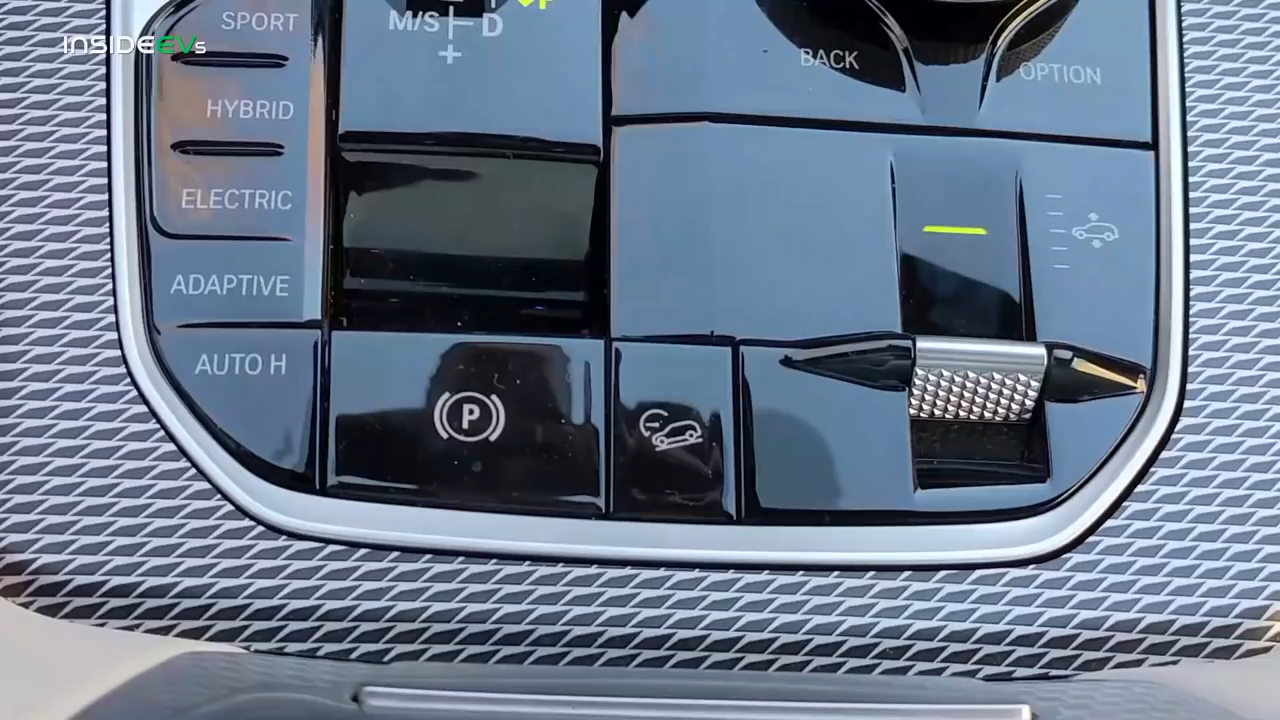 INSIDEEVs
SPORT
M/S D
+
P
BACK
OPTION
HYBRID
ELECTRIC
ADAPTIVE
AUTO H
P